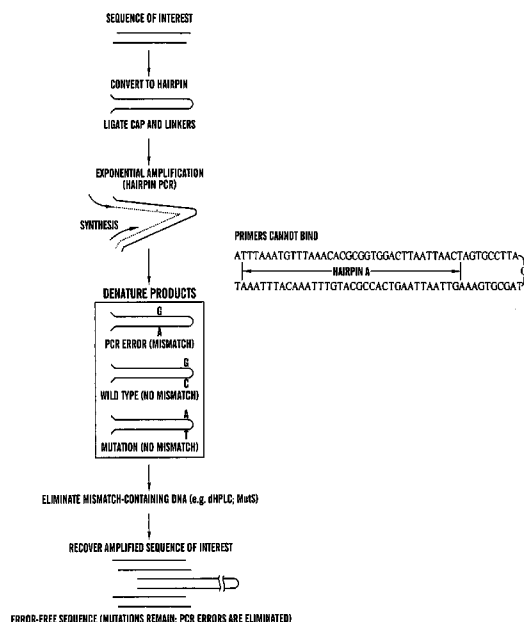 SEQUENCE OF INTEREST
CONVERT TO HAIRPIN
LIGATE CAP AND LINKERS
EXPONENTIAL AMPLIFICATION
(HAIRPIN PCR)
SYNTHESIS
PRIMERS CANNOT BIND
ATTTAAATGTTTAAACACGCGGTGGACTTAATTAACTAGTGCCTTA
HAIRPIN A
C
TAAATTTACAAATTTGTACGCCACTGAATTAATTGAAAGTGCGAT
DENATURE PRODUCTS
G
A
PCR ERROR (MISMATCH)
G
C
WILD TYPE (NO MISMATCH)
A
T
MUTATION (NO MISMATCH)
ELIMINATE MISMATCH-CONTAINING DNA (e.g. dHPLC; MutS)
RECOVER AMPLIFIED SEQUENCE OF INTEREST
ERROR-FREE SEQUENCE (MUTATIONS REMAIN; PCR ERRORS ARE ELIMINATED)